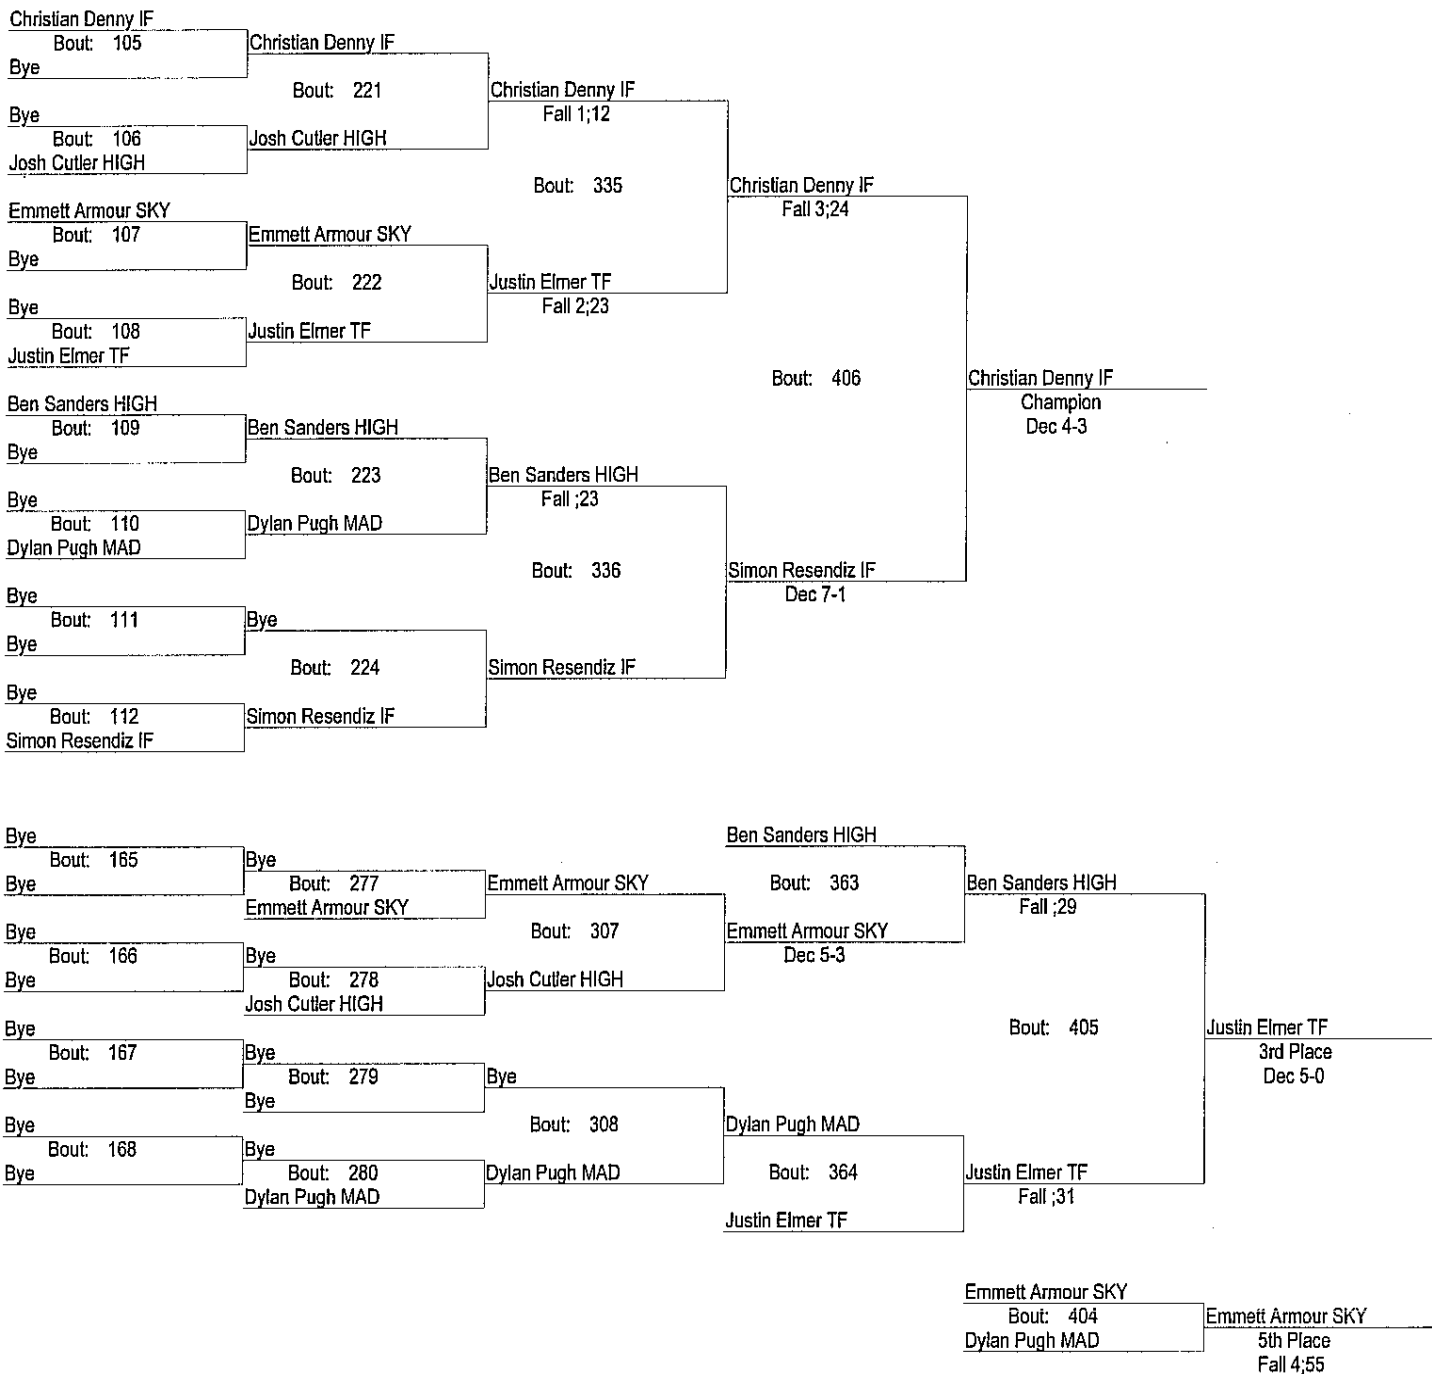 Christian Denny IF
Bout: 105
Bye
Christian Denny IF
Bout: 221
Bye
Bout: 106
Josh Cutler HIGH
Josh Cutler HIGH
Christian Denny IF
Fall 1;12
Bout: 335
Emmett Armour SKY
Bout: 107
Bye
Emmett Armour SKY
Bout: 222
Bye
Bout: 108
Justin Elmer TF
Justin Elmer TF
Justin Elmer TF
Fall 2;23
Christian Denny IF
Fall 3;24
Bout: 406
Ben Sanders HIGH
Bout: 109
Bye
Ben Sanders HIGH
Bout: 223
Bye
Bout: 110
Dylan Pugh MAD
Dylan Pugh MAD
Ben Sanders HIGH
Fall ;23
Bout: 336
Bye
Bout: 111
Bye
Bye
Bout: 224
Bye
Bout: 112
Simon Resendiz IF
Simon Resendiz IF
Simon Resendiz IF
Simon Resendiz IF
Dec 7-1
Christian Denny IF
Champion
Dec 4-3
Bye
Bout: 165
Bye
Bye
Bout: 277
Emmett Armour SKY
Emmett Armour SKY
Bout: 307
Bye
Bout: 166
Bye
Bye
Bout: 278
Josh Cutler HIGH
Josh Cutler HIGH
Ben Sanders HIGH
Bout: 363
Emmett Armour SKY
Dec 5-3
Ben Sanders HIGH
Fall ;29
Bout: 405
Bye
Bout: 167
Bye
Bye
Bout: 279
Bye
Bye
Bout: 308
Bye
Bout: 168
Bye
Bye
Bout: 280
Dylan Pugh MAD
Dylan Pugh MAD
Dylan Pugh MAD
Bout: 364
Justin Elmer TF
Justin Elmer TF
Fall ;31
Justin Elmer TF
3rd Place
Dec 5-0
Emmett Armour SKY
Bout: 404
Dylan Pugh MAD
Emmett Armour SKY
5th Place
Fall 4;55